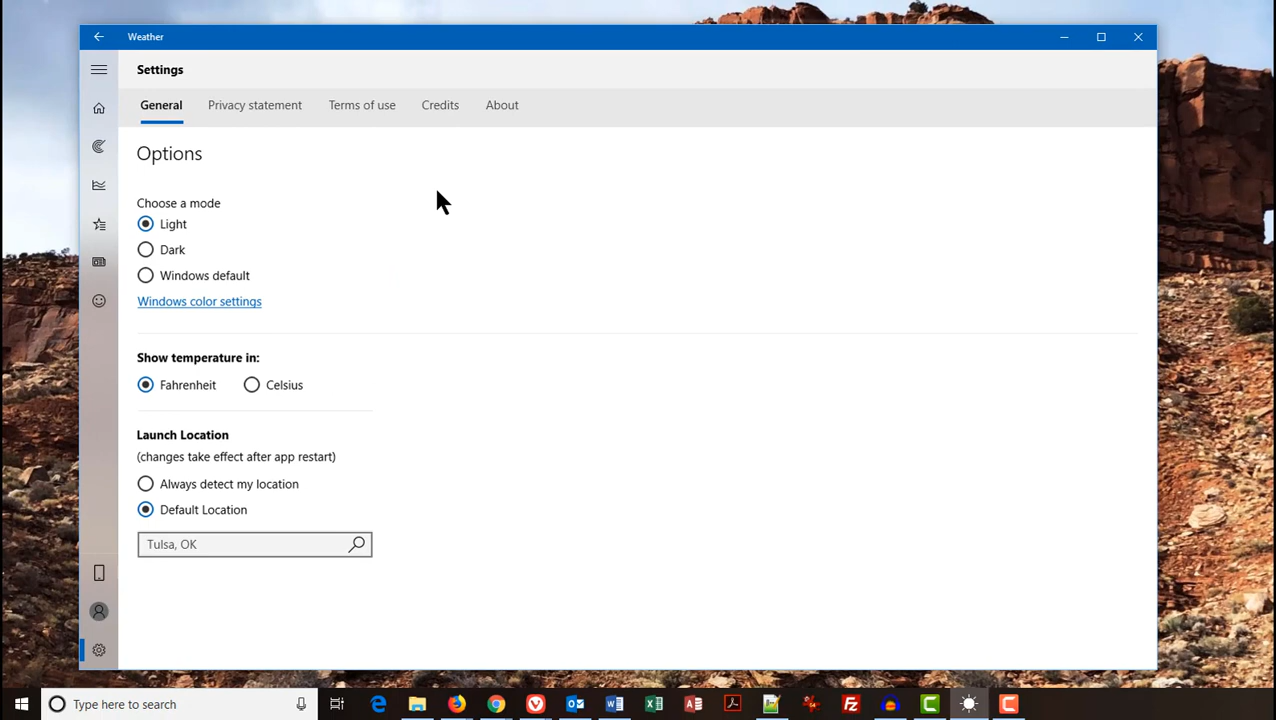 Weather
Settings
General Privacy statement Terms of use Credits About
Options
Choose a mode
Light
Dark
Windows default
Windows color settings
Show temperature in:
Fahrenheit Celsius
Launch Location
(changes take effect after app restart)
Always detect my location
Default Location
Tulsa, OK
Type here to search